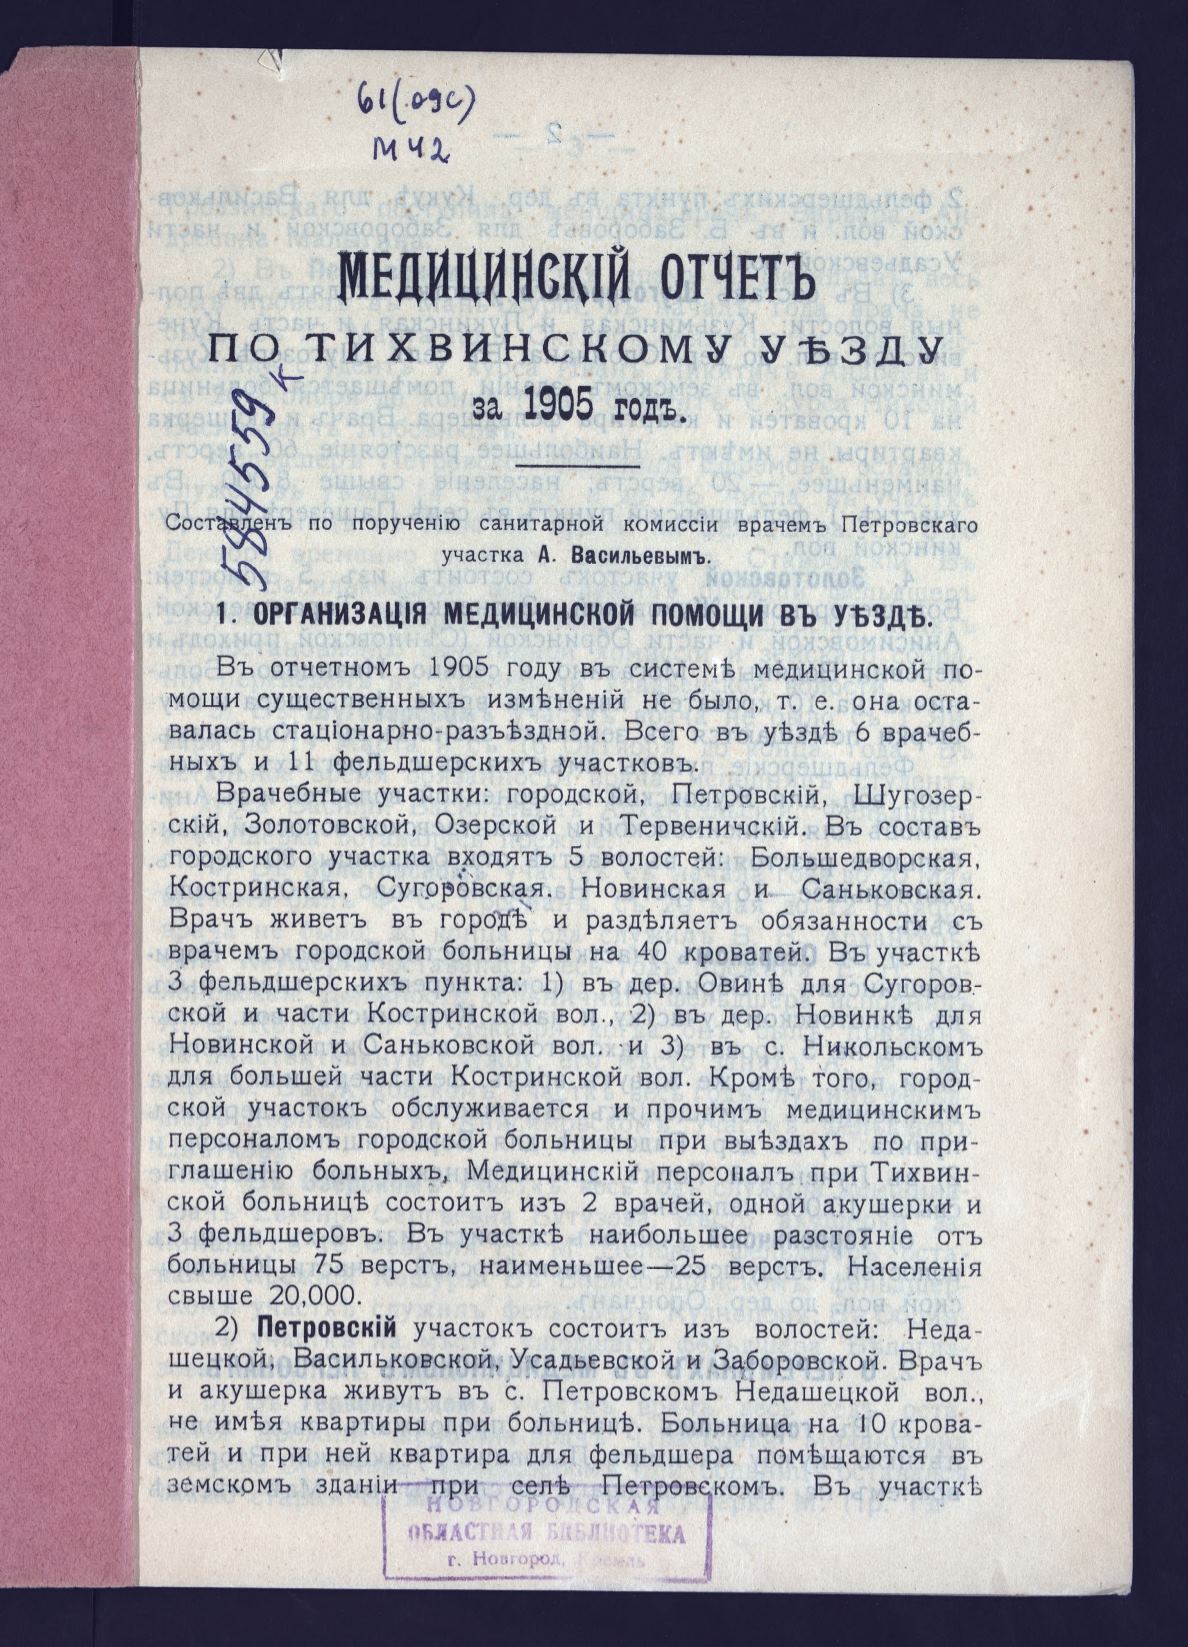 61(.09с)
М42
МЕДИЦИНСКІЙ ОТЧЕТЪ
ПО ТИХВИНСКОМУ УѢЗДУ
за 1905 годъ.
584559 к
Составленъ по порученію санитарной комиссіи врачемъ Петровскаго
участка А. Васильевымъ.
1. ОРГАНИЗАЦІЯ МЕДИЦИНСКОЙ ПОМОЩИ ВЪ УѢЗДѢ.
Въ отчетномъ 1905 году въ системѣ медицинской по-
мощи существенныхъ измѣненій не было, т. е. она оста-
валась стаціонарно-разъѣздной. Всего въ уѣздѣ 6 врачеб-
ныхъ и 11 фельдшерскихъ участковъ.
Врачебные участки: городской, Петровскій, Шугозер-
скій, Золотовской, Озерской и Тервеничскій. Въ составъ
городского участка входятъ 5 волостей: Большедворская,
Костринская, Сугоровская, Новинская и Саньковская.
Врачъ живетъ въ городѣ и раздѣляетъ обязанности съ
врачемъ городской больницы на 40 кроватей. Въ участкѣ
3 фельдшерскихъ пункта: 1) въ дер. Овинѣ для Сугоров-
ской и части Костринской вол., 2) въ дер. Новинкѣ для
Новинской и Саньковской вол. и 3) въ с. Никольскомъ
для большей части Костринской вол. Кромѣ того, город-
ской участокъ обслуживается и прочимъ медицинскимъ
персоналомъ городской больницы при выѣздахъ по при-
глашенію больныхъ, Медицинскій персоналъ при Тихвин-
ской больницѣ состоитъ изъ 2 врачей, одной акушерки и
3 фельдшеровъ. Въ участкѣ наибольшее разстояніе отъ
больницы 75 верстъ, наименьшее—25 верстъ. Населенія
свыше 20,000.
2) Петровскій участокъ состоитъ изъ волостей: Неда-
шецкой, Васильковской, Усадьевской и Заборовской. Врачъ
и акушерка живутъ въ с. Петровскомъ Недашецкой вол.,
не имѣя квартиры при больницѣ. Больница на 10 крова-
тей и при ней квартира для фельдшера помѣщаются въ
земскомъ зданіи при селѣ Петровскомъ. Въ участкѣ
НОВГОРОДСКАЯ
ОБЛАСТНАЯ БИБЛИОТЕКА
г. Новгород, Кремль